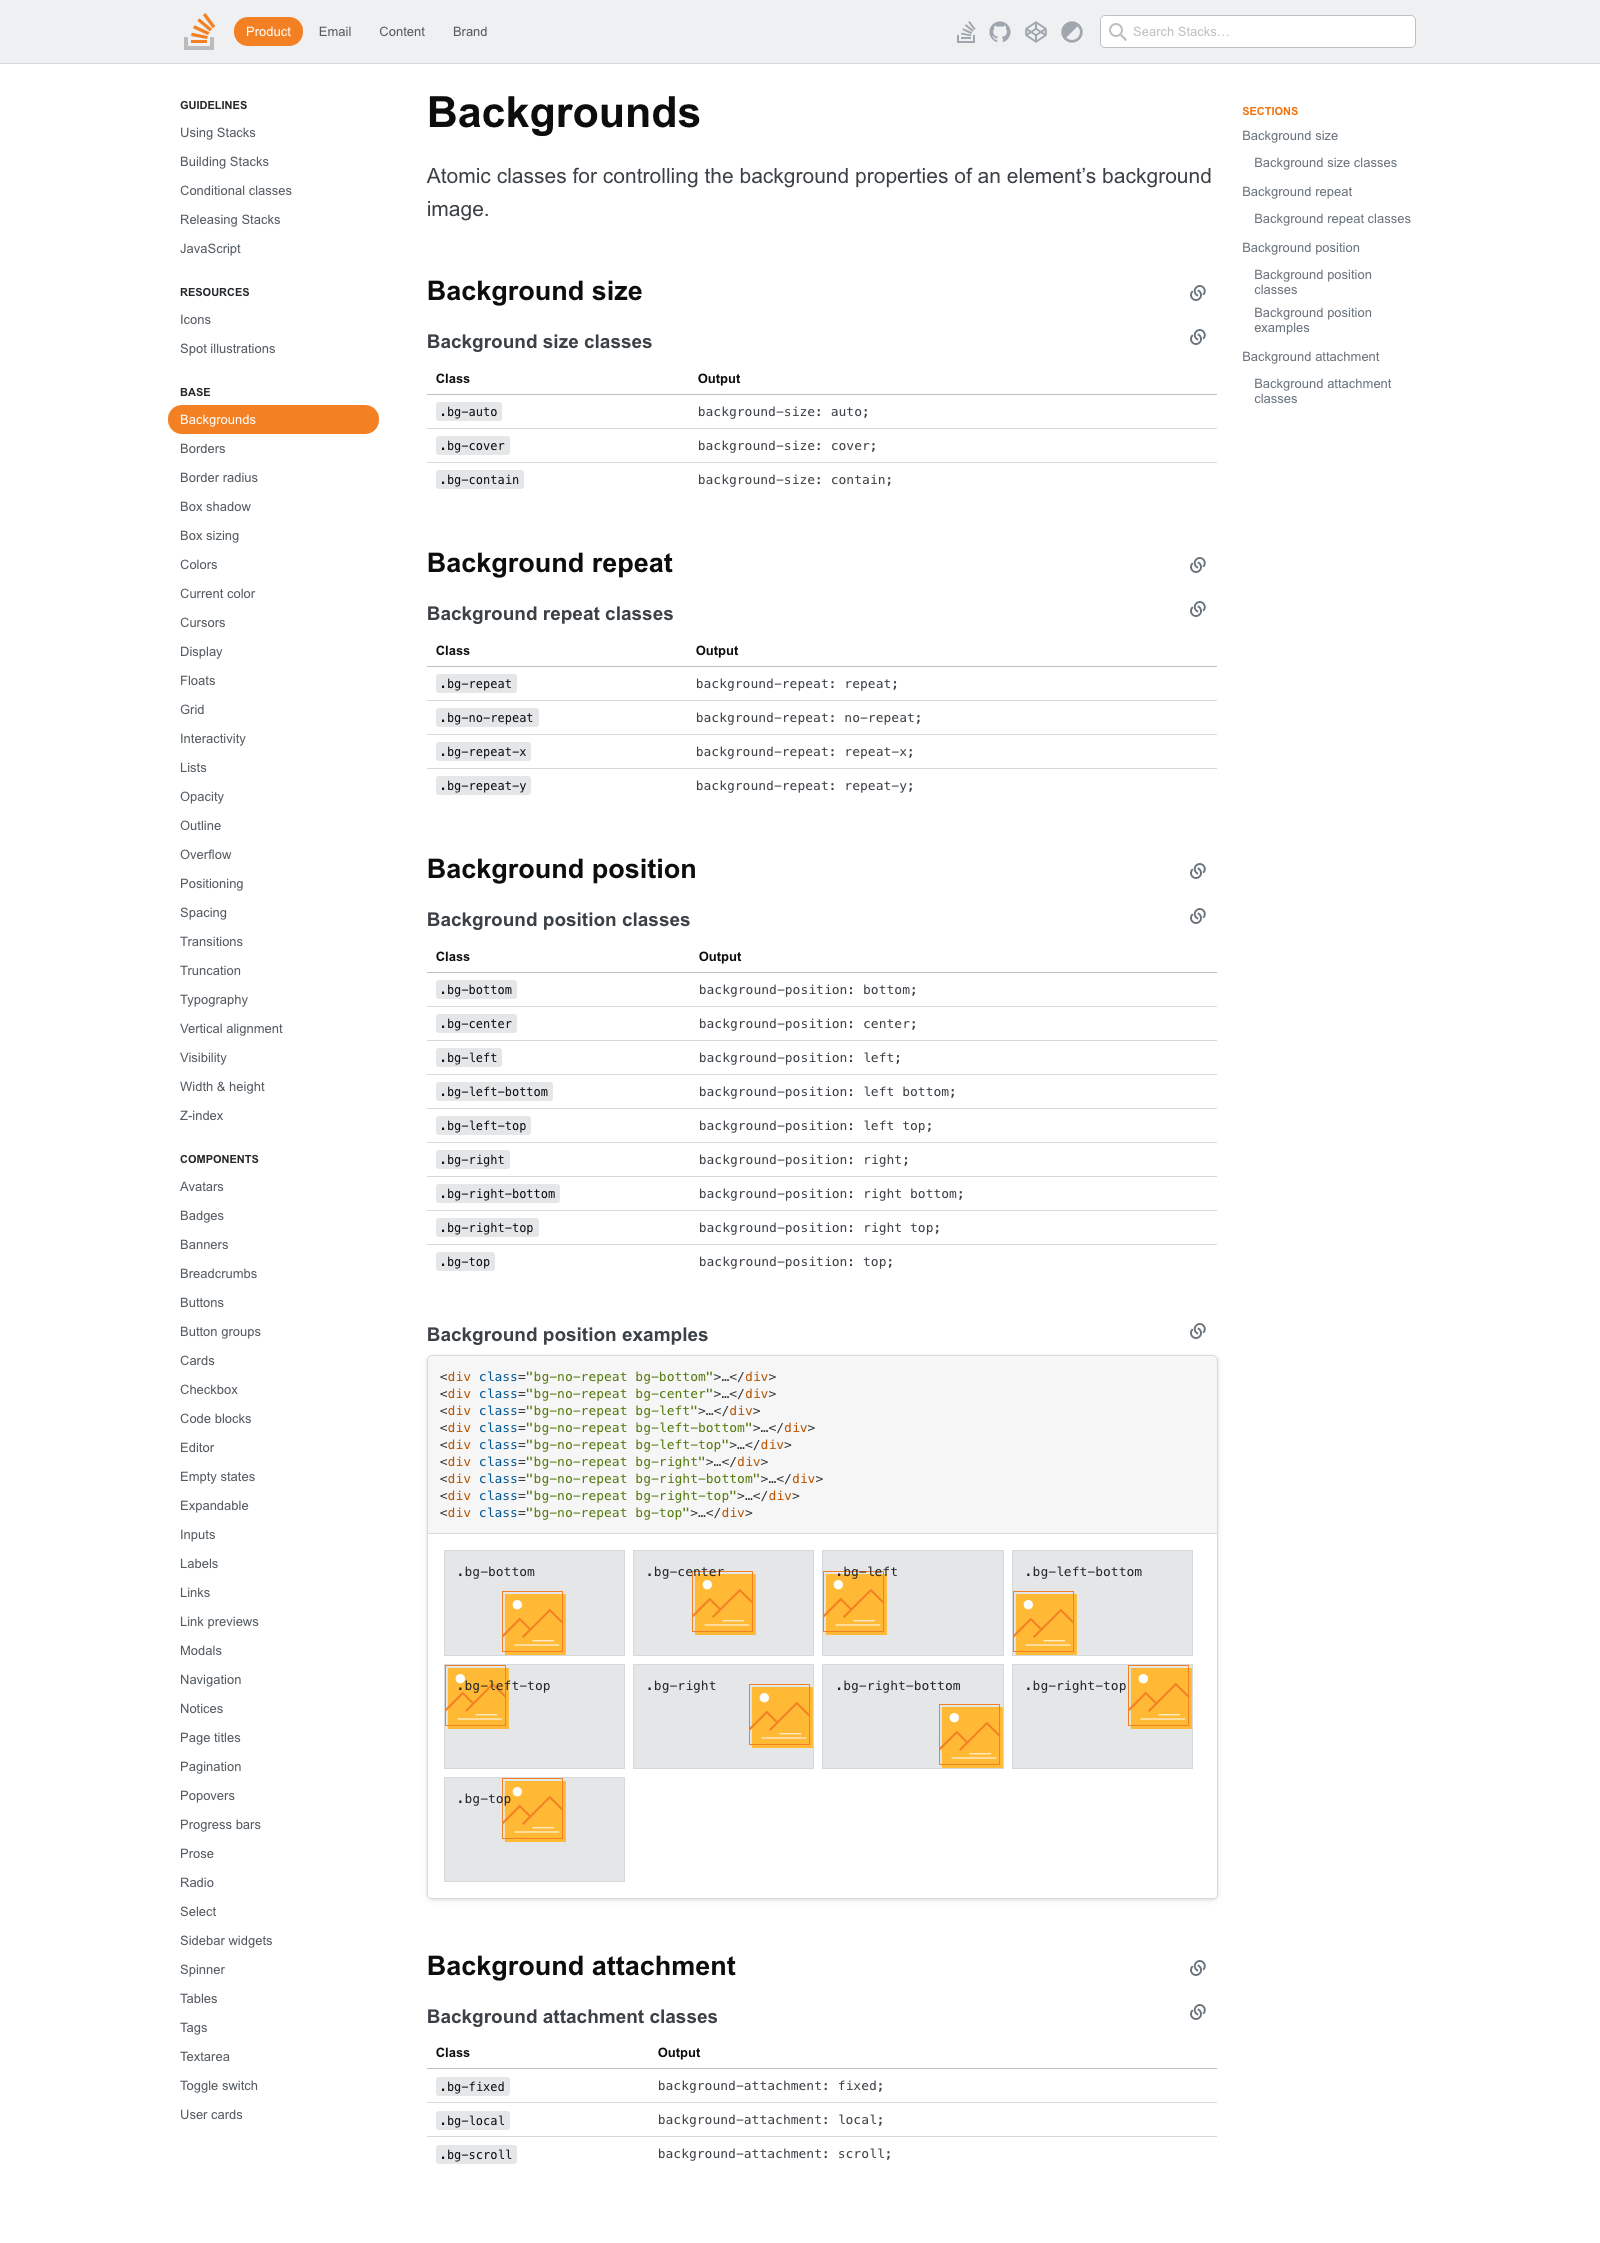 Product
Email
Content
Brand
Search Stacks…
GUIDELINES
Using Stacks
Building Stacks
Conditional classes
Releasing Stacks
JavaScript
RESOURCES
Icons
Spot illustrations
BASE
Backgrounds
Borders
Border radius
Box shadow
Box sizing
Colors
Current color
Cursors
Display
Floats
Grid
Interactivity
Lists
Opacity
Outline
Overflow
Positioning
Spacing
Transitions
Truncation
Typography
Vertical alignment
Visibility
Width & height
Z-index
COMPONENTS
Avatars
Badges
Banners
Breadcrumbs
Buttons
Button groups
Cards
Checkbox
Code blocks
Editor
Empty states
Expandable
Inputs
Labels
Links
Link previews
Modals
Navigation
Notices
Page titles
Pagination
Popovers
Progress bars
Prose
Radio
Select
Sidebar widgets
Spinner
Tables
Tags
Textarea
Toggle switch
User cards
Backgrounds
Atomic classes for controlling the background properties of an element’s background
image.
Background size
Background size classes
Class Output
.bg-auto background-size: auto;
.bg-cover background-size: cover;
.bg-contain background-size: contain;
Background repeat
Background repeat classes
Class Output
.bg-repeat background-repeat: repeat;
.bg-no-repeat background-repeat: no-repeat;
.bg-repeat-x background-repeat: repeat-x;
.bg-repeat-y background-repeat: repeat-y;
Background position
Background position classes
Class Output
.bg-bottom background-position: bottom;
.bg-center background-position: center;
.bg-left background-position: left;
.bg-left-bottom background-position: left bottom;
.bg-left-top background-position: left top;
.bg-right background-position: right;
.bg-right-bottom background-position: right bottom;
.bg-right-top background-position: right top;
.bg-top background-position: top;
Background position examples
<div class="bg-no-repeat bg-bottom">…</div>
<div class="bg-no-repeat bg-center">…</div>
<div class="bg-no-repeat bg-left">…</div>
<div class="bg-no-repeat bg-left-bottom">…</div>
<div class="bg-no-repeat bg-left-top">…</div>
<div class="bg-no-repeat bg-right">…</div>
<div class="bg-no-repeat bg-right-bottom">…</div>
<div class="bg-no-repeat bg-right-top">…</div>
<div class="bg-no-repeat bg-top">…</div>
.bg-bottom .bg-center .bg-left .bg-left-bottom
.bg-left-top .bg-right .bg-right-bottom .bg-right-top
.bg-top
Background attachment
Background attachment classes
Class Output
.bg-fixed background-attachment: fixed;
.bg-local background-attachment: local;
.bg-scroll background-attachment: scroll;
SECTIONS
Background size
Background size classes
Background repeat
Background repeat classes
Background position
Background position
classes
Background position
examples
Background attachment
Background attachment
classes